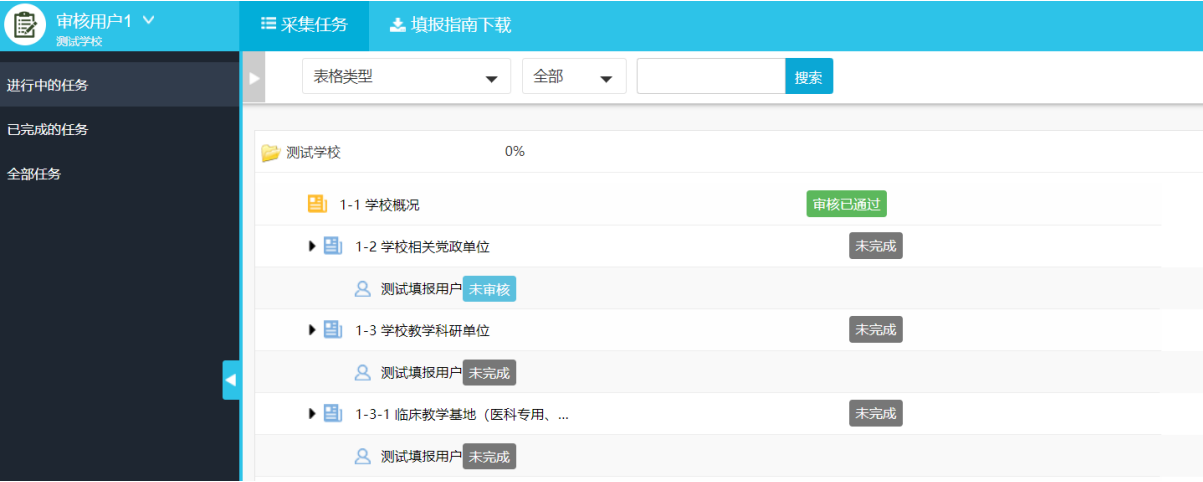 审核用户1
测试学校
采集任务
填报指南下载
进行中的任务
已完成的任务
全部任务
表格类型
全部
搜索
测试学校 0%
1-1 学校概况 审核已通过
1-2 学校相关党政单位 未完成
测试填报用户 未审核
1-3 学校教学科研单位 未完成
测试填报用户 未完成
1-3-1 临床教学基地（医科专用、... 未完成
测试填报用户 未完成